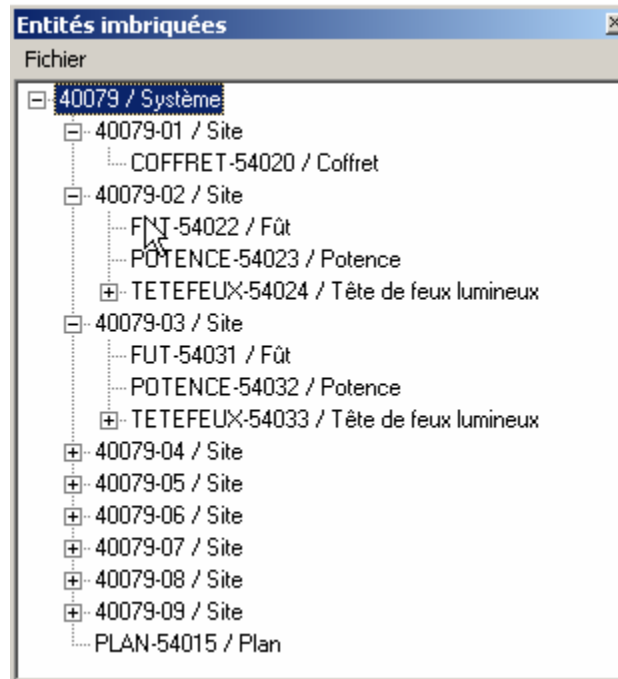 Entités imbriquées
Fichier
40079 / Système
40079-01 / Site
COFFRET-54020 / Coffret
40079-02 / Site
FUT-54022 / Fût
POTENCE-54023 / Potence
TETEFEUX-54024 / Tête de feux lumineux
40079-03 / Site
FUT-54031 / Fût
POTENCE-54032 / Potence
TETEFEUX-54033 / Tête de feux lumineux
40079-04 / Site
40079-05 / Site
40079-06 / Site
40079-07 / Site
40079-08 / Site
40079-09 / Site
PLAN-54015 / Plan